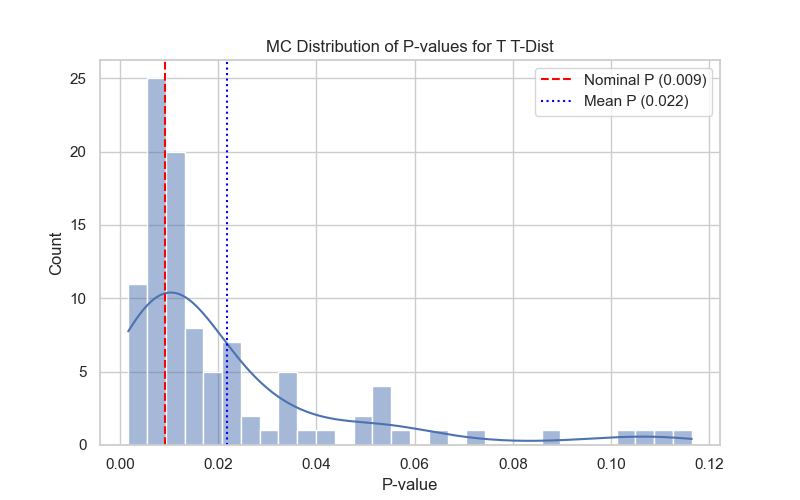 MC Distribution of P-values for T T-Dist
Nominal P (0.009)
Mean P (0.022)
Count
25
20
15
10
5
0
0.00 0.02 0.04 0.06 0.08 0.10 0.12
P-value